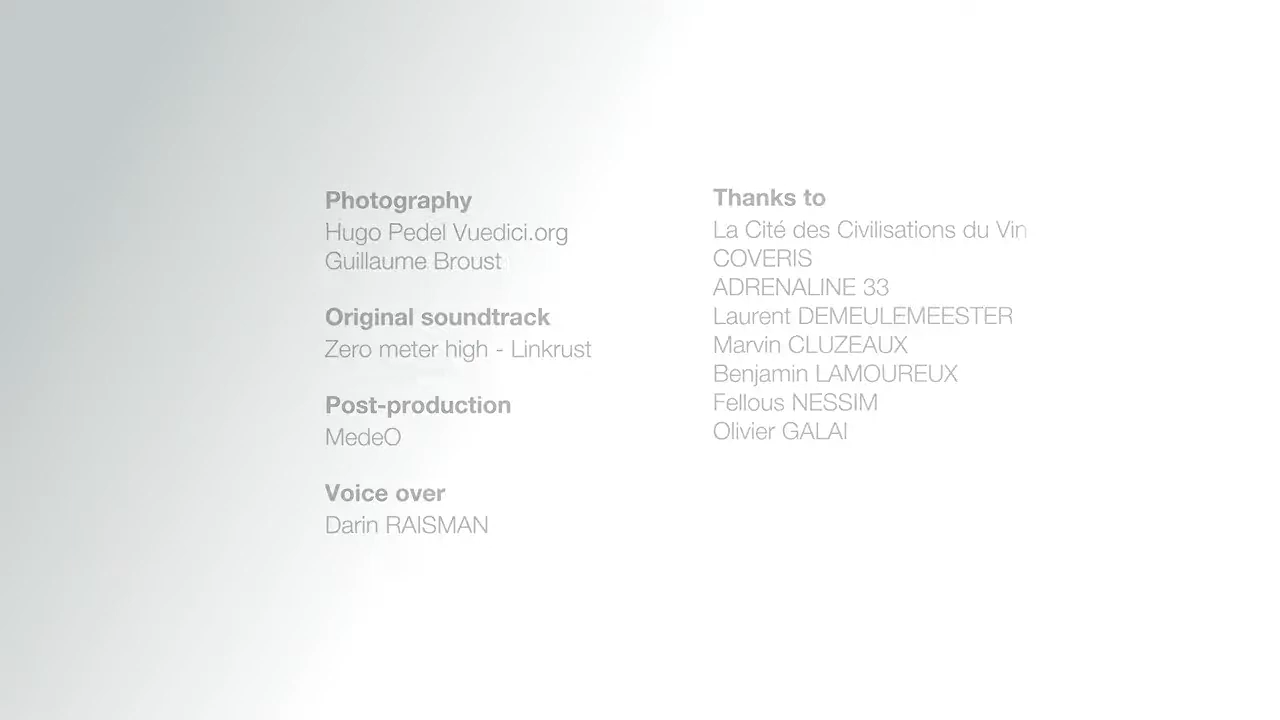 Photography
Hugo Pedel Vuedici.org
Guillaume Broust
Original soundtrack
Zero meter high - Linkrust
Post-production
MedeO
Voice over
Darin RAISMAN
Thanks to
La Cité des Civilisations du Vin
COVERIS
ADRENALINE 33
Laurent DEMEULEMEESTER
Marvin CLUZEAUX
Benjamin LAMOUREUX
Fellous NESSIM
Olivier GALAI